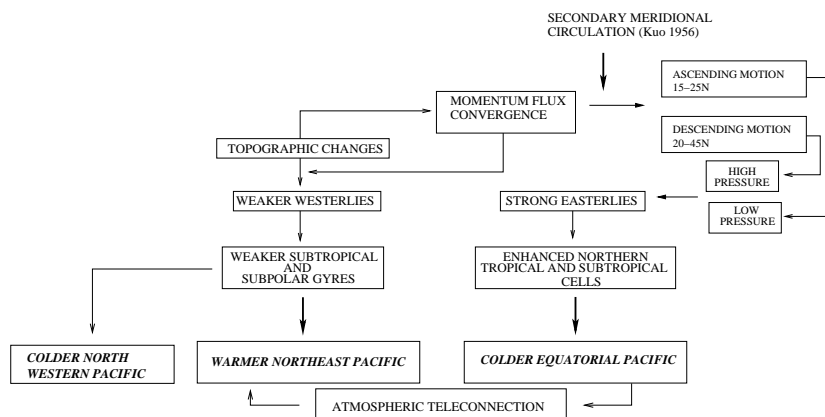 SECONDARY MERIDIONAL
CIRCULATION (Kuo 1956)
ASCENDING MOTION
15–25N
MOMENTUM FLUX
CONVERGENCE
DESCENDING MOTION
20–45N
TOPOGRAPHIC CHANGES
HIGH
PRESSURE
WEAKER WESTERLIES
STRONG EASTERLIES
LOW
PRESSURE
WEAKER SUBTROPICAL
AND
SUBPOLAR GYRES
ENHANCED NORTHERN
TROPICAL AND SUBTROPICAL
CELLS
COLDER NORTH
WESTERN PACIFIC
WARMER NORTHEAST PACIFIC
COLDER EQUATORIAL PACIFIC
ATMOSPHERIC TELECONNECTION